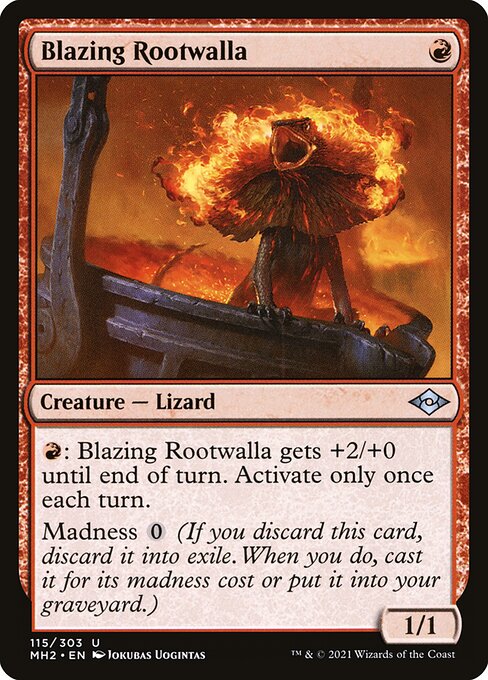 Blazing Rootwalla
Creature — Lizard
: Blazing Rootwalla gets +2/+0
until end of turn. Activate only once
each turn.
Madness 0 (If you discard this card,
discard it into exile. When you do, cast
it for its madness cost or put it into your
graveyard.)
1/1
115/303 U
MH2 • EN Jokubas Uogintas
™ & © 2021 Wizards of the Coast